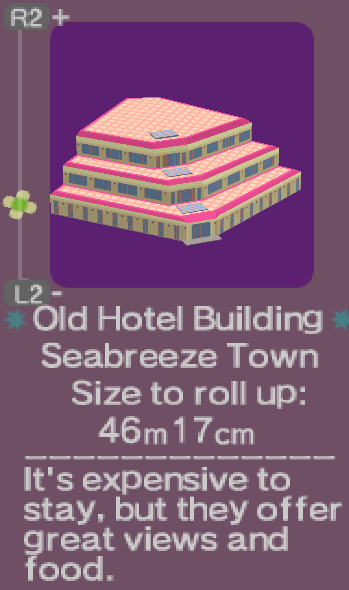 R2 +
L2 -
Old Hotel Building
Seabreeze Town
Size to roll up:
46m17cm
It's expensive to
stay, but they offer
great views and
food.